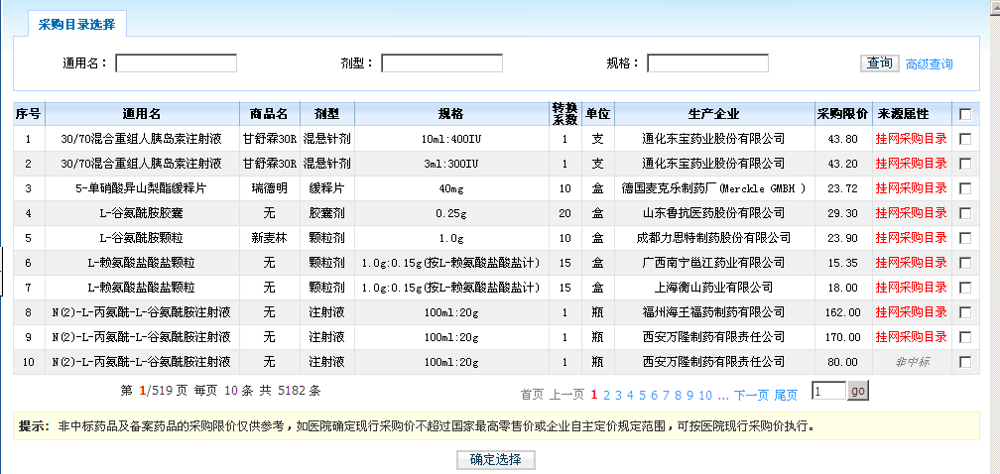 采购目录选择
通用名： 剂型： 规格： 查询 高级查询
序号 通用名 商品名 剂型 规格 转换系数 单位 生产企业 采购限价 来源属性
1 30/70混合重组人胰岛素注射液 甘舒霖30R 混悬针剂 10ml:400IU 1 支 通化东宝药业股份有限公司 43.80 挂网采购目录
2 30/70混合重组人胰岛素注射液 甘舒霖30R 混悬针剂 3ml:300IU 1 支 通化东宝药业股份有限公司 43.20 挂网采购目录
3 5-单硝酸异山梨酯缓释片 瑞德明 缓释片 40mg 10 盒 德国麦克乐制药厂(Merckle GMBH ) 23.72 挂网采购目录
4 L-谷氨酰胺胶囊 无 胶囊剂 0.25g 20 盒 山东鲁抗医药股份有限公司 29.30 挂网采购目录
5 L-谷氨酰胺颗粒 新麦林 颗粒剂 1.0g 10 盒 成都力思特制药股份有限公司 23.90 挂网采购目录
6 L-赖氨酸盐酸盐颗粒 无 颗粒剂 1.0g:0.15g(按L-赖氨酸盐酸盐计) 15 盒 广西南宁邕江药业有限公司 15.35 挂网采购目录
7 L-赖氨酸盐酸盐颗粒 无 颗粒剂 1.0g:0.15g(按L-赖氨酸盐酸盐计) 15 盒 上海衡山药业有限公司 18.00 挂网采购目录
8 N(2)-L-丙氨酰-L-谷氨酰胺注射液 无 注射液 100ml:20g 1 瓶 福州海王福药制药有限公司 162.00 挂网采购目录
9 N(2)-L-丙氨酰-L-谷氨酰胺注射液 无 注射液 100ml:20g 1 瓶 西安万隆制药有限责任公司 170.00 挂网采购目录
10 N(2)-L-丙氨酰-L-谷氨酰胺注射液 无 注射液 100ml:20g 1 瓶 西安万隆制药有限责任公司 80.00 非中标
第 1/519 页 每页 10 条 共 5182 条 首页 上一页 1 2 3 4 5 6 7 8 9 10 ... 下一页 尾页 1 go
提示： 非中标药品及备案药品的采购限价仅供参考，如医院确定现行采购价不超过国家最高零售价或企业自主定价规定范围，可按医院现行采购价执行。
确定选择